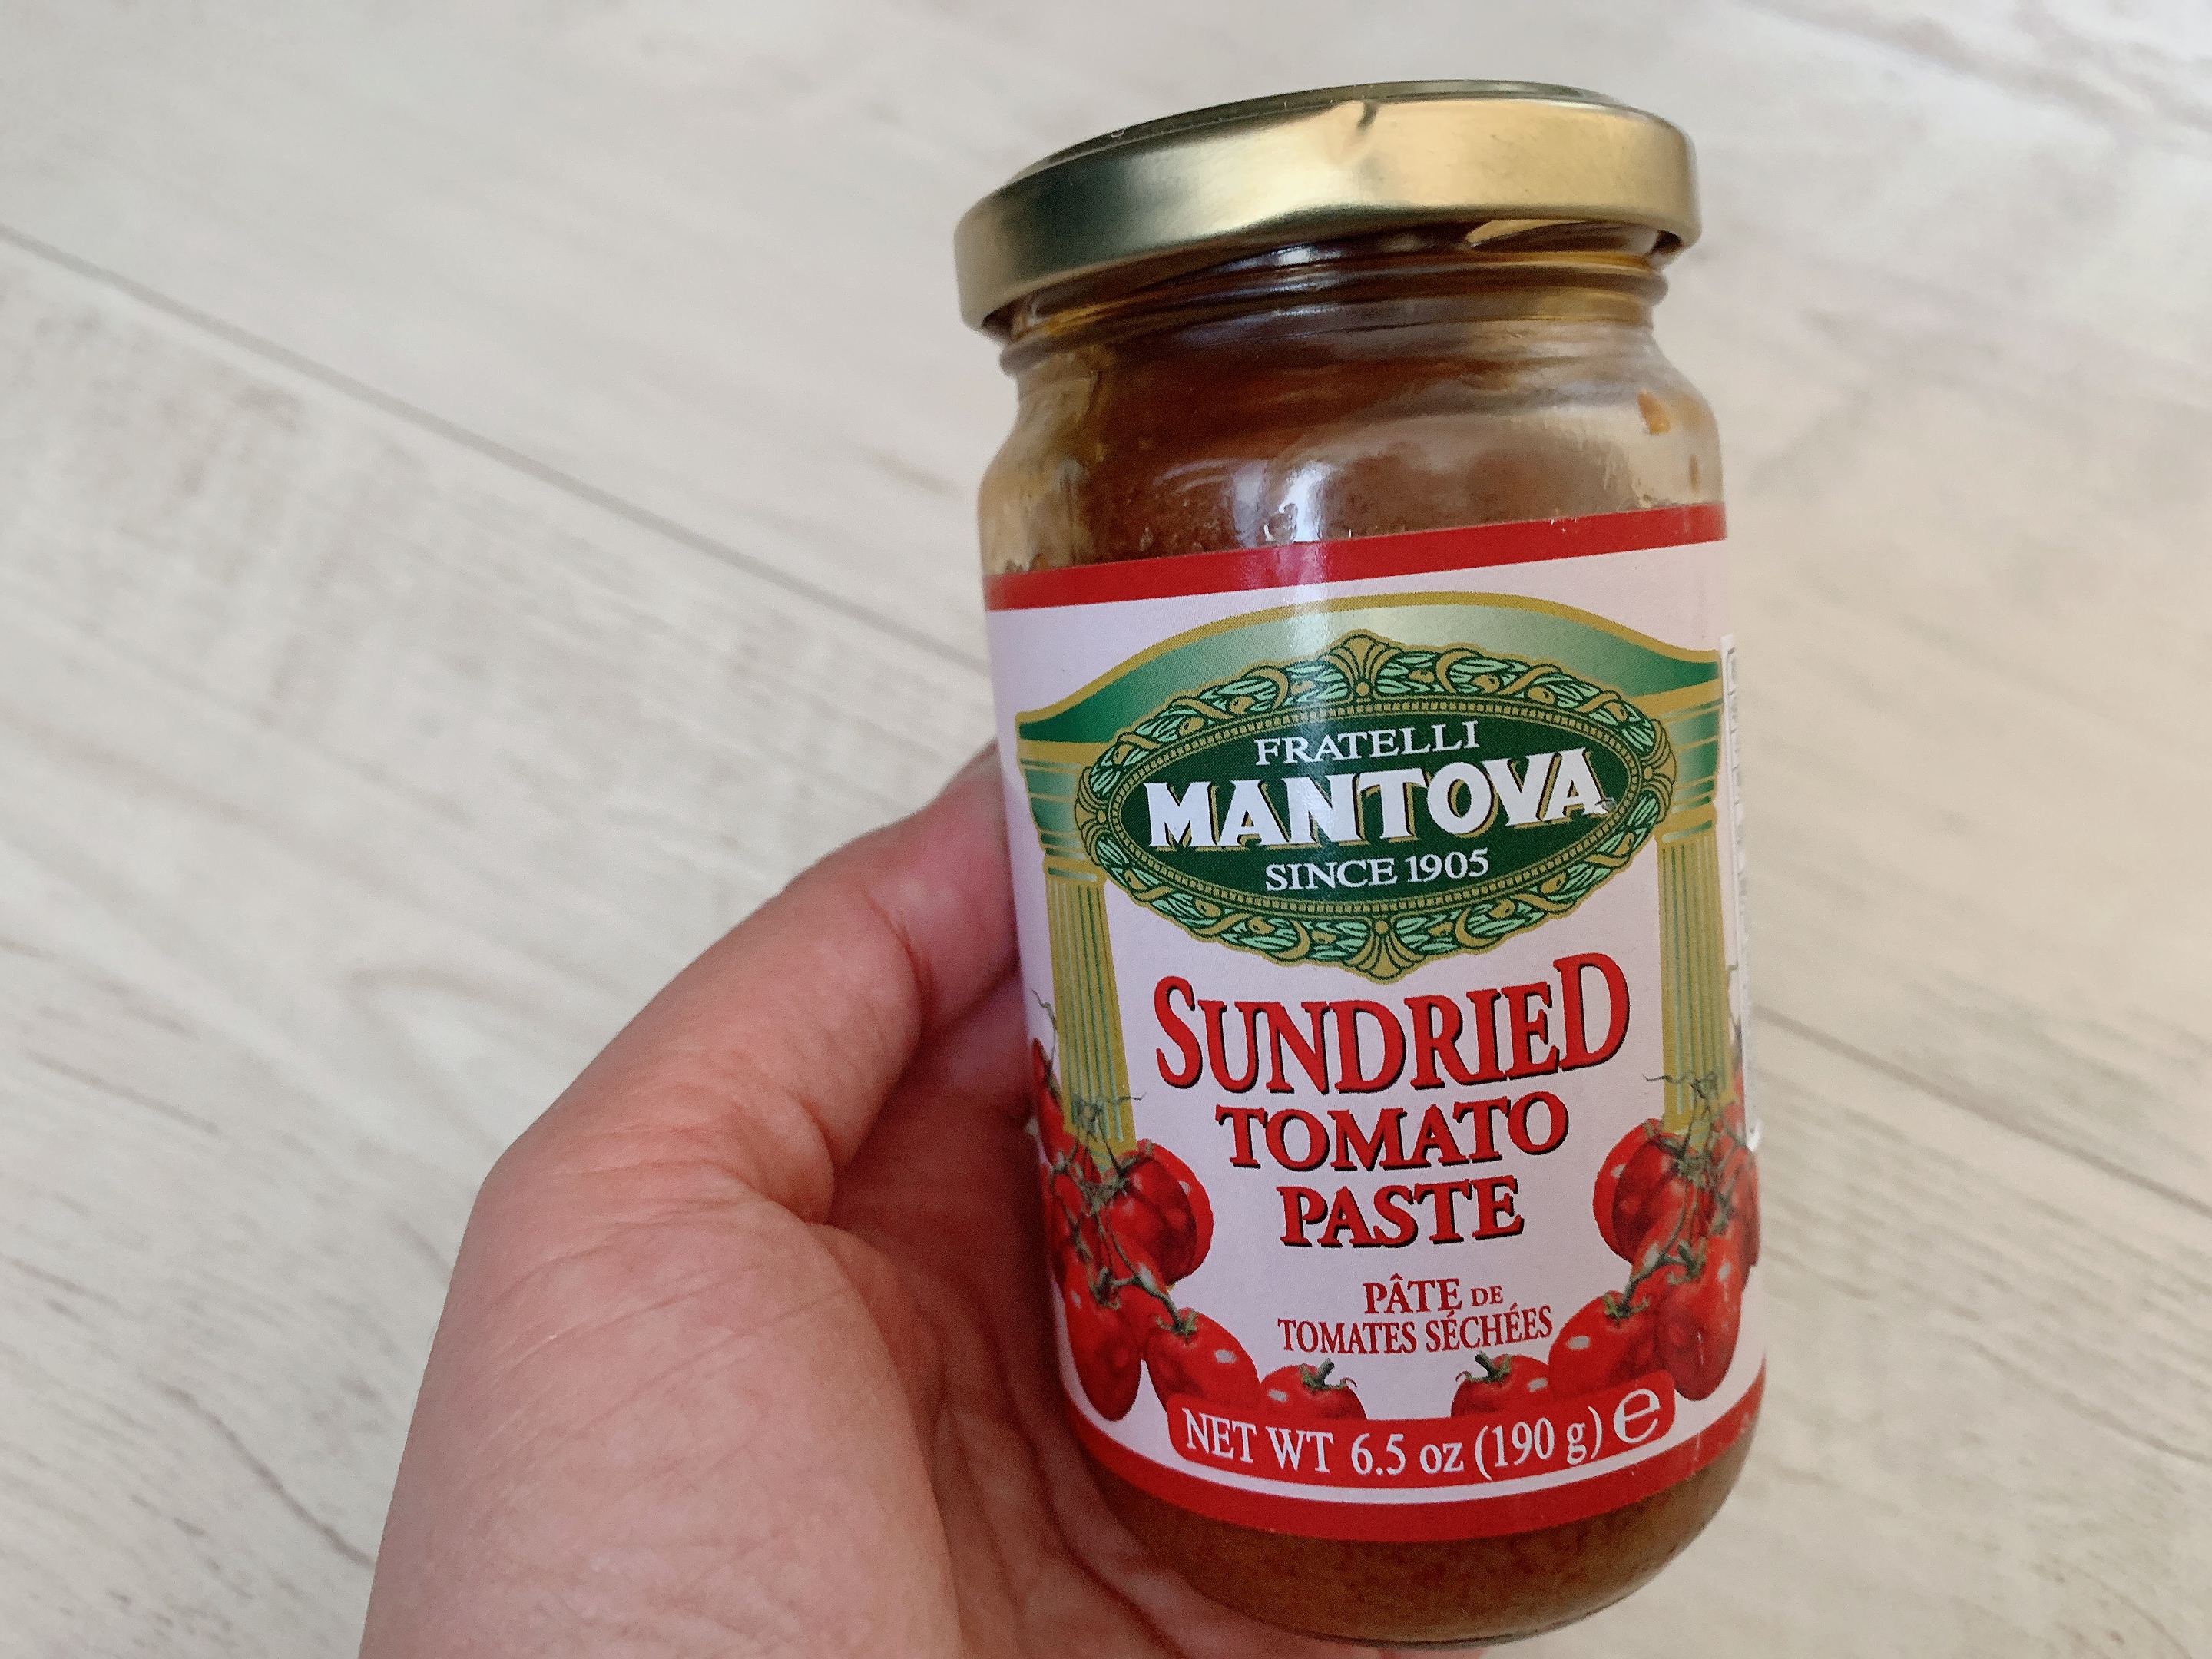 FRATELLI
MANTOVA
SINCE 1905
SUNDRIED
TOMATO
PASTE
PÂTE DE
TOMATES SÉCHÉES
NET WT 6.5 oz (190 g) ℮